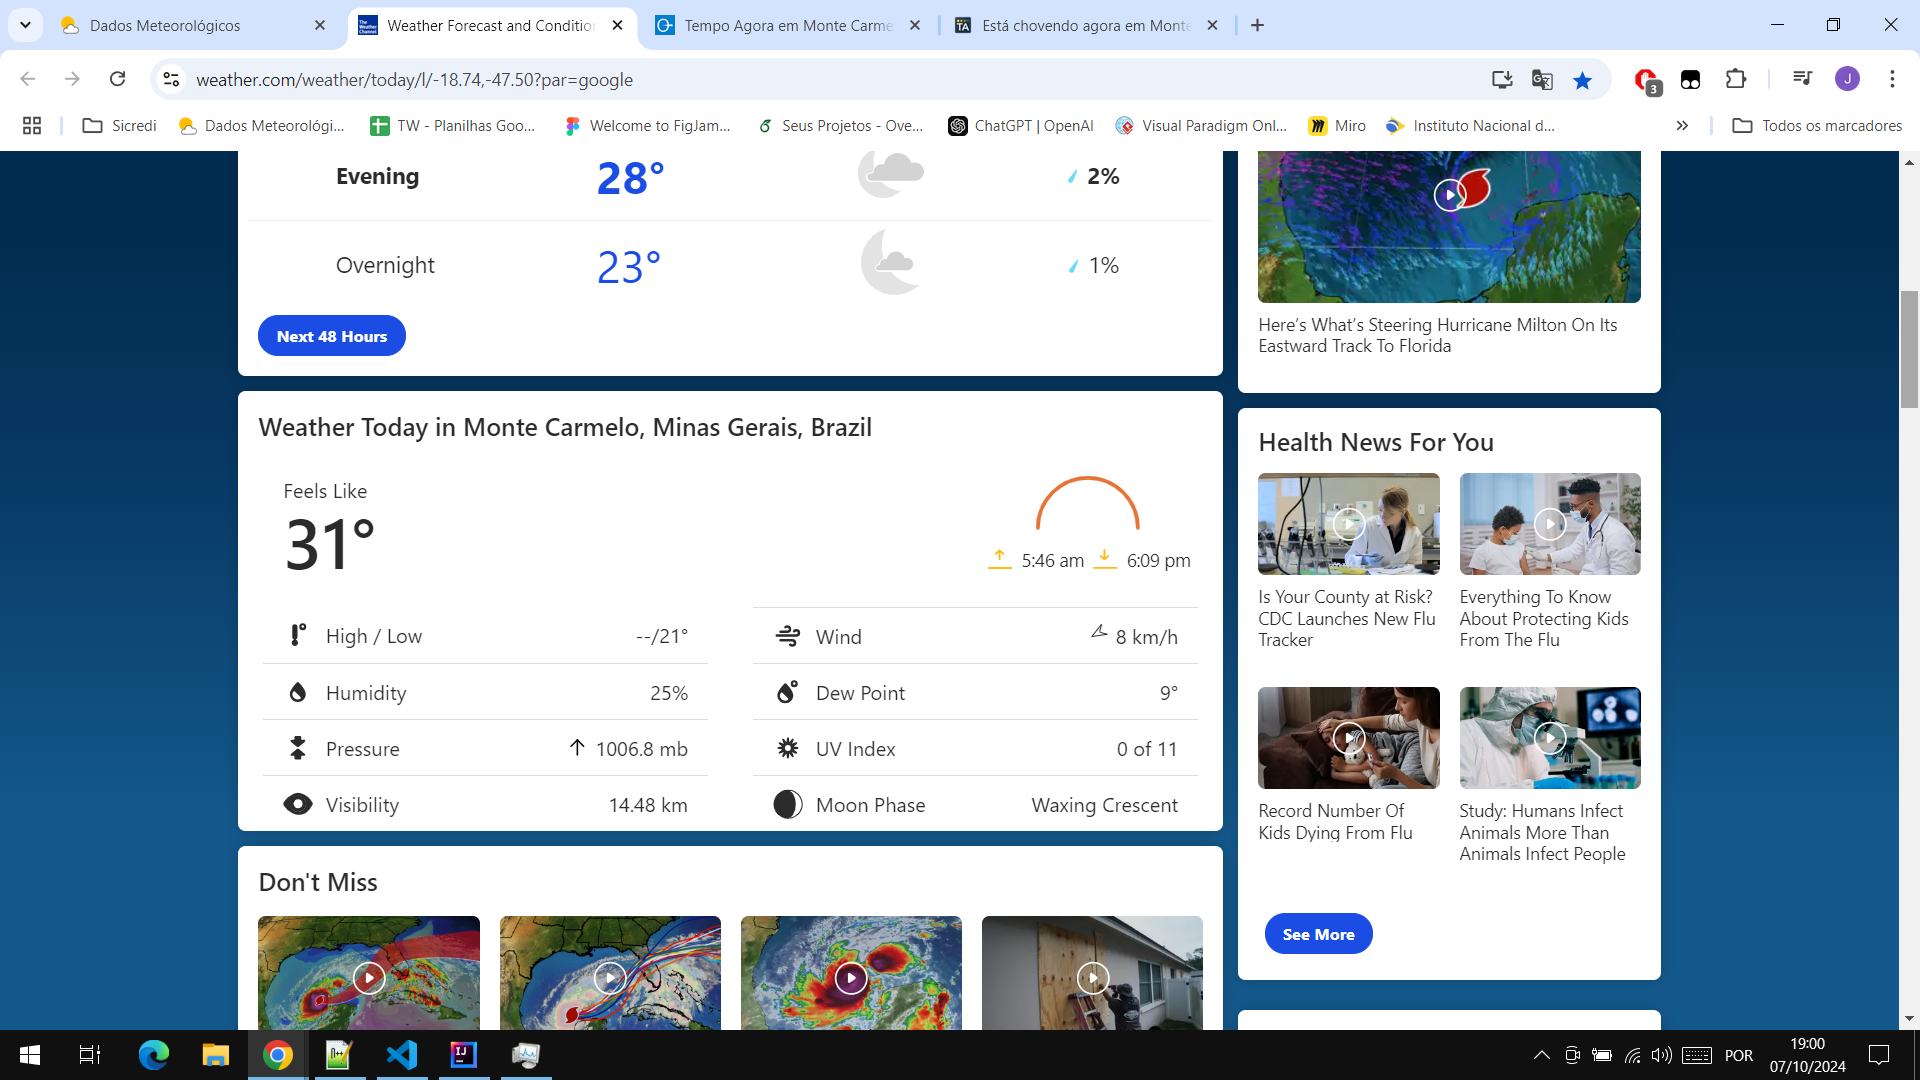 Dados Meteorológicos
Weather Forecast and Condition
Tempo Agora em Monte Carme
Está chovendo agora em Monte
weather.com/weather/today/l/-18.74,-47.50?par=google
3
J
Sicredi
Dados Meteorológi...
TW - Planilhas Goo...
Welcome to FigJam...
Seus Projetos - Ove...
ChatGPT | OpenAI
Visual Paradigm Onl...
Miro
Instituto Nacional d...
Todos os marcadores
Evening
28°
2%
Overnight
23°
1%
Next 48 Hours
Here's What's Steering Hurricane Milton On Its
Eastward Track To Florida
Weather Today in Monte Carmelo, Minas Gerais, Brazil
Feels Like
31°
5:46 am
6:09 pm
High / Low
--/21°
Wind
8 km/h
Humidity
25%
Dew Point
9°
Pressure
1006.8 mb
UV Index
0 of 11
Visibility
14.48 km
Moon Phase
Waxing Crescent
Health News For You
Is Your County at Risk?
CDC Launches New Flu
Tracker
Everything To Know
About Protecting Kids
From The Flu
Record Number Of
Kids Dying From Flu
Study: Humans Infect
Animals More Than
Animals Infect People
See More
Don't Miss
POR
19:00
07/10/2024